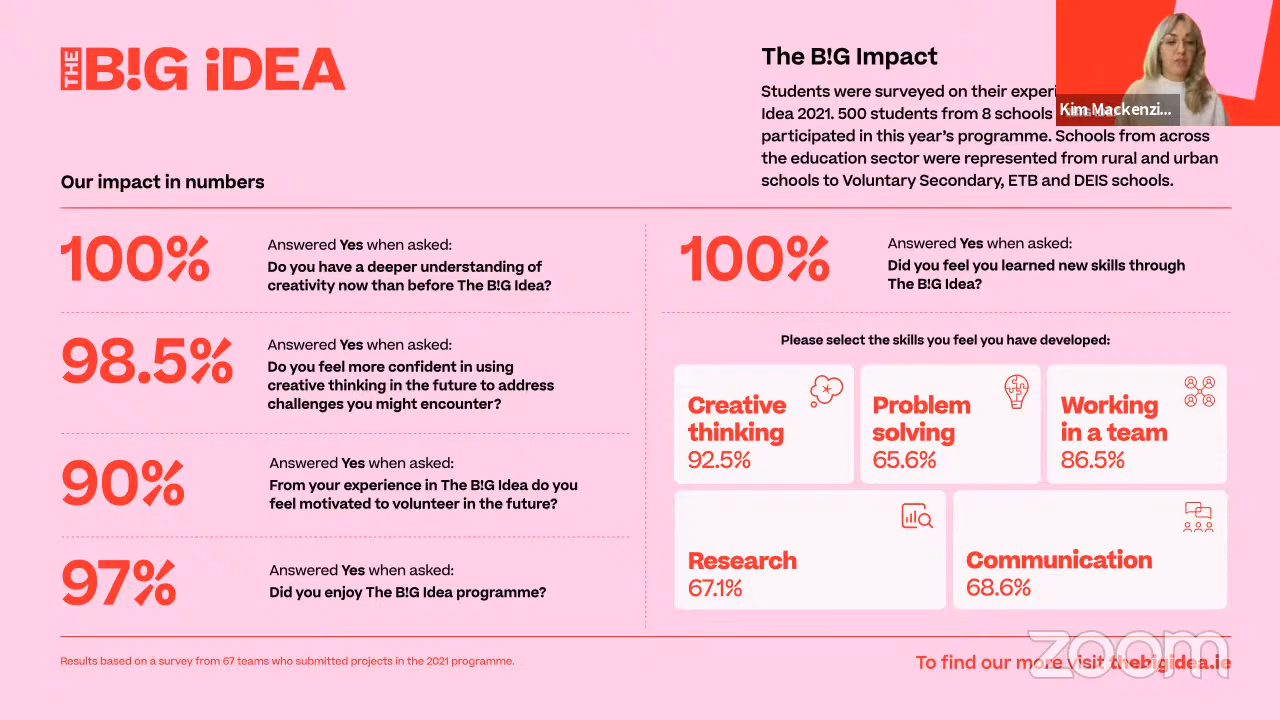 THE B!G iDEA
The B!G Impact
Students were surveyed on their experi
Idea 2021. 500 students from 8 schools
participated in this year's programme. Schools from across
the education sector were represented from rural and urban
schools to Voluntary Secondary, ETB and DEIS schools.
Kim Mackenzi...
Our impact in numbers
100%
Answered Yes when asked:
Do you have a deeper understanding of
creativity now than before The B!G Idea?
98.5%
Answered Yes when asked:
Do you feel more confident in using
creative thinking in the future to address
challenges you might encounter?
90%
Answered Yes when asked:
From your experience in The B!G Idea do you
feel motivated to volunteer in the future?
97%
Answered Yes when asked:
Did you enjoy The B!G Idea programme?
100%
Answered Yes when asked:
Did you feel you learned new skills through
The B!G Idea?
Please select the skills you feel you have developed:
Creative
thinking
92.5%
Problem
solving
65.6%
Working
in a team
86.5%
Research
67.1%
Communication
68.6%
Results based on a survey from 67 teams who submitted projects in the 2021 programme.
To find our more visit thebigidea.ie
zoom